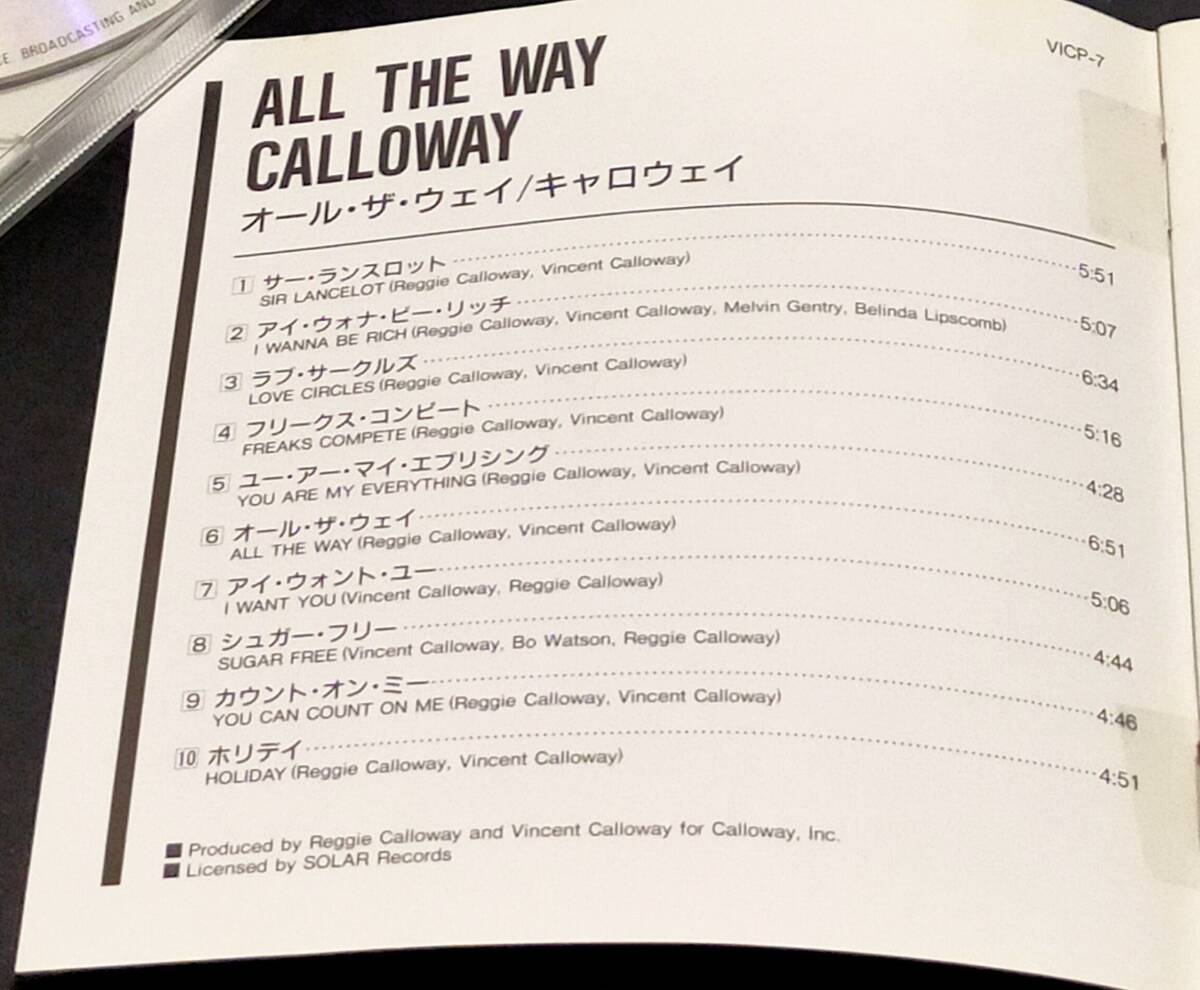 E BROADCASTING AND
VICP-7
ALL THE WAY
CALLOWAY
オール・ザ・ウェイ/キャロウェイ
1 サー・ランスロット 5:51
SIR LANCELOT (Reggie Calloway, Vincent Calloway)
2 アイ・ウォナ・ビー・リッチ 5:07
I WANNA BE RICH (Reggie Calloway, Vincent Calloway, Melvin Gentry, Belinda Lipscomb)
3 ラブ・サークルズ 6:34
LOVE CIRCLES (Reggie Calloway, Vincent Calloway)
4 フリークス・コンピート 5:16
FREAKS COMPETE (Reggie Calloway, Vincent Calloway)
5 ユー・アー・マイ・エブリシング 4:28
YOU ARE MY EVERYTHING (Reggie Calloway, Vincent Calloway)
6 オール・ザ・ウェイ 6:51
ALL THE WAY (Reggie Calloway, Vincent Calloway)
7 アイ・ウォント・ユー 5:06
I WANT YOU (Vincent Calloway, Reggie Calloway)
8 シュガー・フリー 4:44
SUGAR FREE (Vincent Calloway, Bo Watson, Reggie Calloway)
9 カウント・オン・ミー 4:46
YOU CAN COUNT ON ME (Reggie Calloway, Vincent Calloway)
10 ホリデイ 4:51
HOLIDAY (Reggie Calloway, Vincent Calloway)
■ Produced by Reggie Calloway and Vincent Calloway for Calloway, Inc.
■ Licensed by SOLAR Records